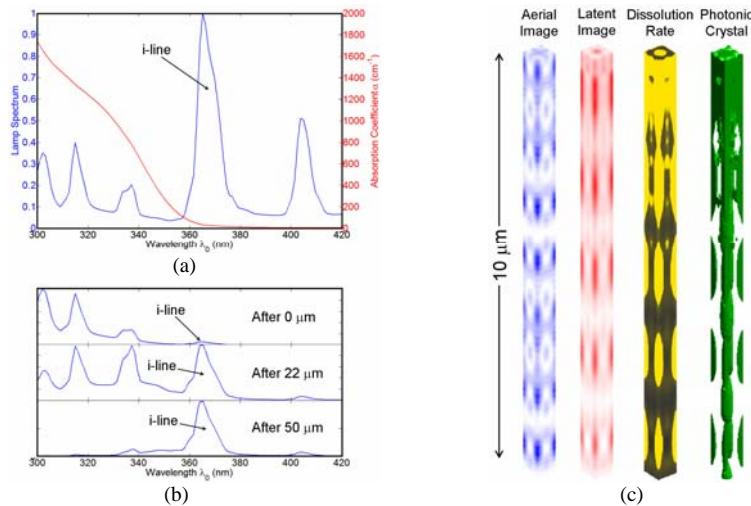 1
0.9
0.8
0.7
0.6
0.5
0.4
0.3
0.2
0.1
0
Lamp Spectrum
i-line
2000
1800
1600
1400
1200
1000
800
600
400
200
0
Absorption Coefficient α (cm⁻¹)
300 320 340 360 380 400 420
Wavelength λ₀ (nm)
(a)
i-line
After 0 μm
i-line
After 22 μm
i-line
After 50 μm
300 320 340 360 380 400 420
Wavelength λ₀ (nm)
(b)
Aerial Image
Latent Image
Dissolution Rate
Photonic Crystal
10 μm
(c)